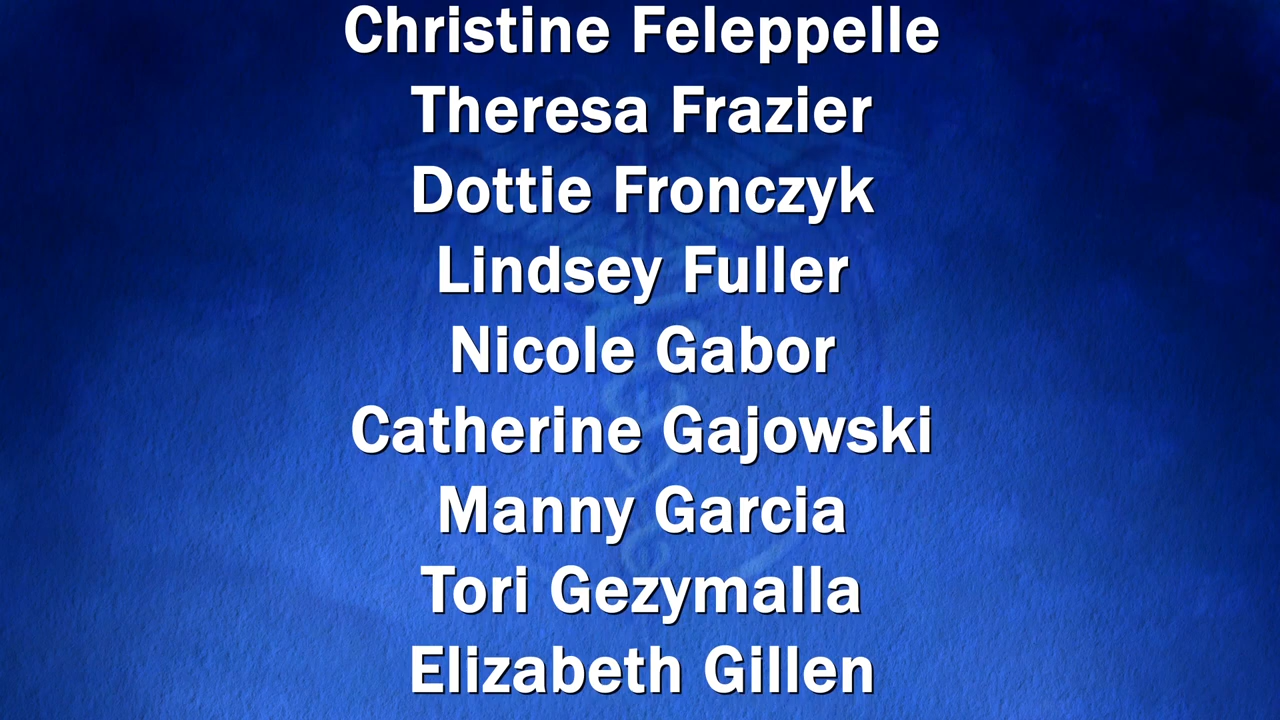 Christine Feleppelle
Theresa Frazier
Dottie Fronczyk
Lindsey Fuller
Nicole Gabor
Catherine Gajowski
Manny Garcia
Tori Gezymalla
Elizabeth Gillen